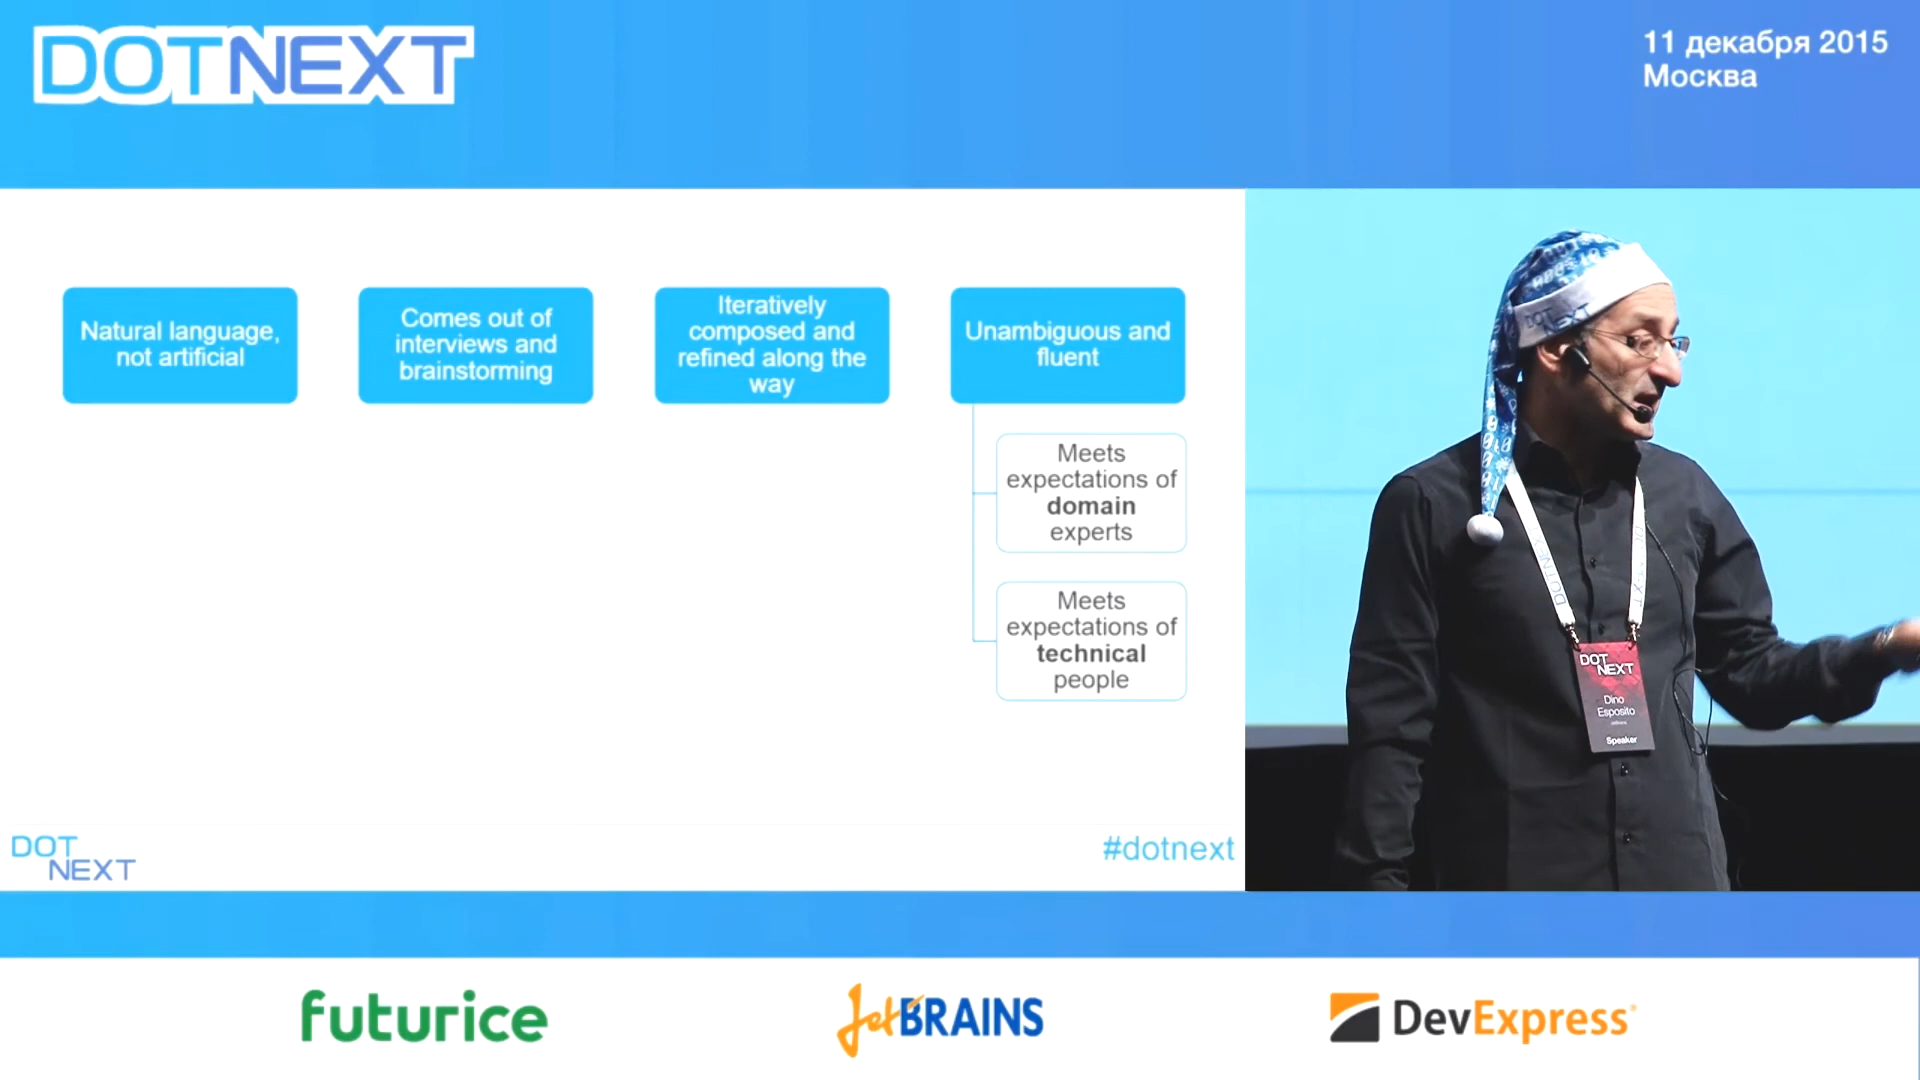 DOTNEXT
11 декабря 2015
Москва
Natural language,
not artificial
Comes out of
interviews and
brainstorming
Iteratively
composed and
refined along the
way
Unambiguous and
fluent
Meets
expectations of
domain
experts
Meets
expectations of
technical
people
DOT
NEXT
#dotnext
DOT
NEXT
DOT
NEXT
Dino
Esposito
Speaker
futurice
JetBRAINS
DevExpress